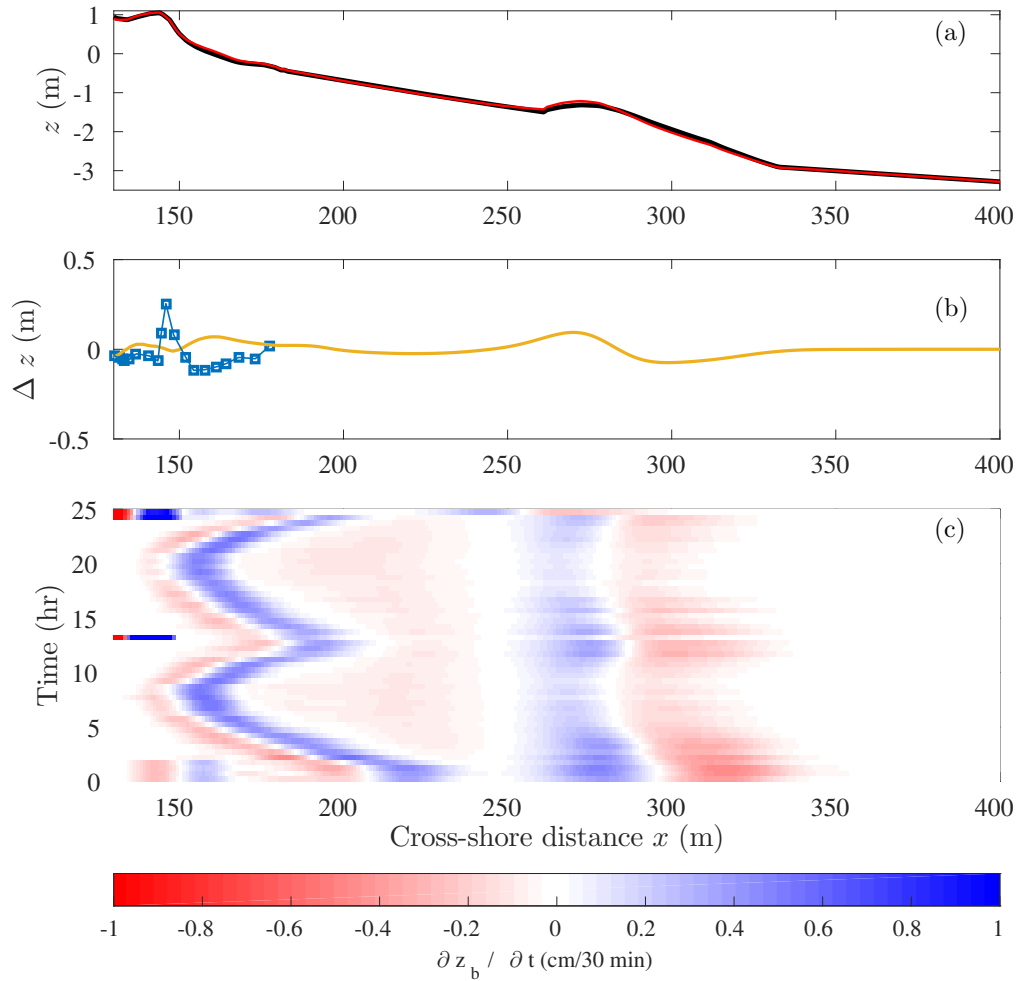 1
0
-1
-2
-3
z (m)
(a)
150 200 250 300 350 400
0.5
0
-0.5
Δ z (m)
(b)
150 200 250 300 350 400
25
20
15
10
5
0
Time (hr)
(c)
150 200 250 300 350 400
Cross-shore distance x (m)
-1 -0.8 -0.6 -0.4 -0.2 0 0.2 0.4 0.6 0.8 1
∂ z_b / ∂ t (cm/30 min)